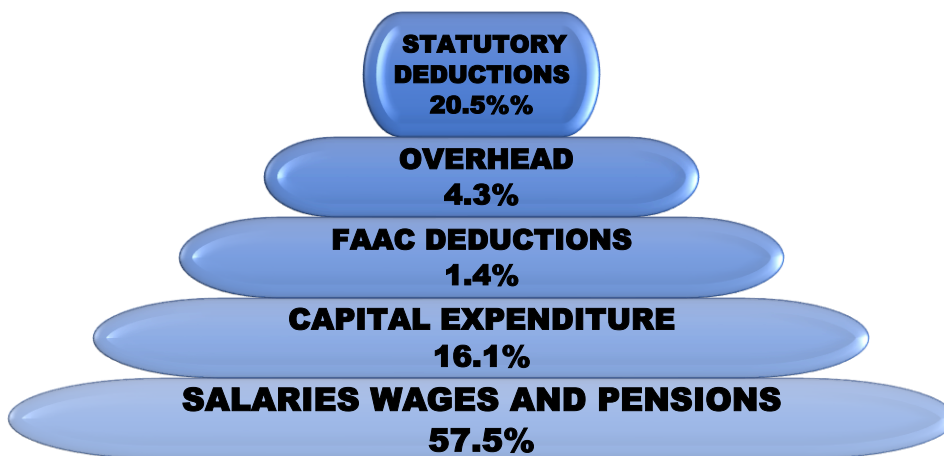 STATUTORY
DEDUCTIONS
20.5%%
OVERHEAD
4.3%
FAAC DEDUCTIONS
1.4%
CAPITAL EXPENDITURE
16.1%
SALARIES WAGES AND PENSIONS
57.5%